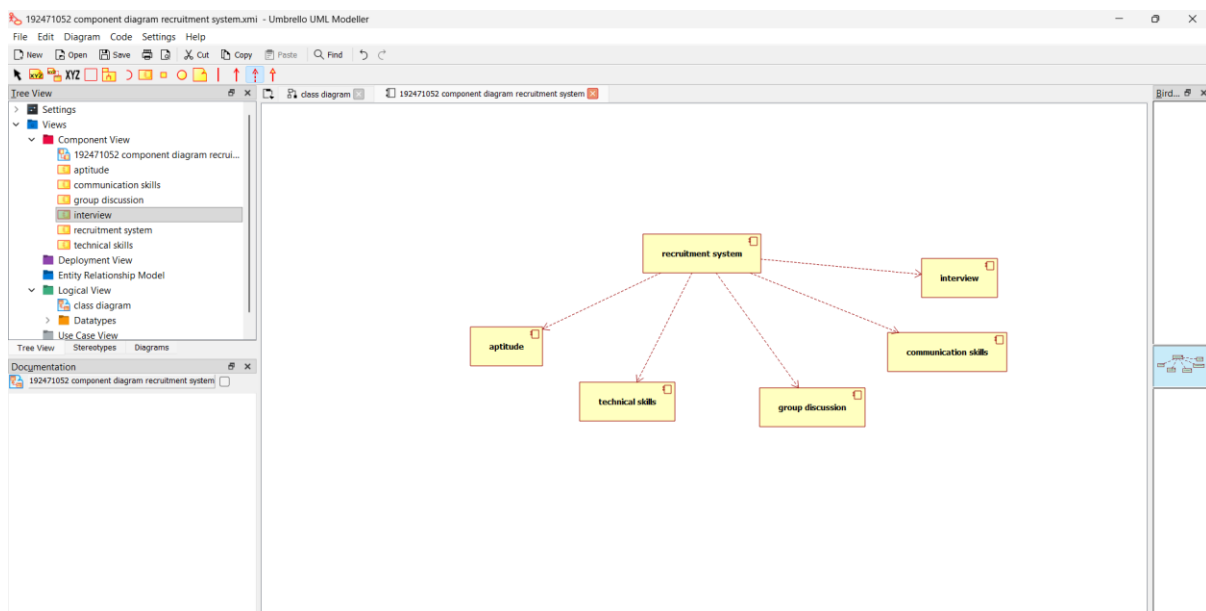 192471052 component diagram recruitment system.xmi - Umbrello UML Modeller
File Edit Diagram Code Settings Help
New Open Save Cut Copy Paste Find
XYZ
Tree View
class diagram
192471052 component diagram recruitment system
Bird...
Settings
Views
Component View
192471052 component diagram recrui...
aptitude
communication skills
group discussion
interview
recruitment system
technical skills
Deployment View
Entity Relationship Model
Logical View
class diagram
Datatypes
Use Case View
Tree View Stereotypes Diagrams
Documentation
192471052 component diagram recruitment system
recruitment system
interview
aptitude
communication skills
technical skills
group discussion